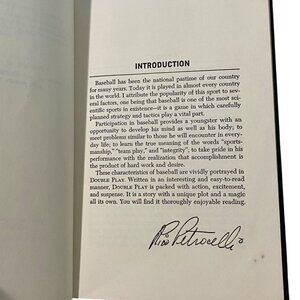 INTRODUCTION
Baseball has been the national pastime of our country
for many years. Today it is played in almost every country
in the world. I attribute the popularity of this sport to sev-
eral factors, one being that baseball is one of the most sci-
entific sports in existence—it is a game in which carefully
planned strategy and tactics play a vital part.
Participation in baseball provides a youngster with an
opportunity to develop his mind as well as his body; to
meet problems similar to those he will encounter in every-
day life; to learn the true meaning of the words "sports-
manship," "team play," and "integrity"; to take pride in his
performance with the realization that accomplishment is
the product of hard work and desire.
These characteristics of baseball are vividly portrayed in
DOUBLE PLAY. Written in an interesting and easy-to-read
manner, DOUBLE PLAY is packed with action, excitement,
and suspense. It is a story with a unique plot and a magic
all its own. You will find it thoroughly enjoyable reading.
Rico Petrocelli